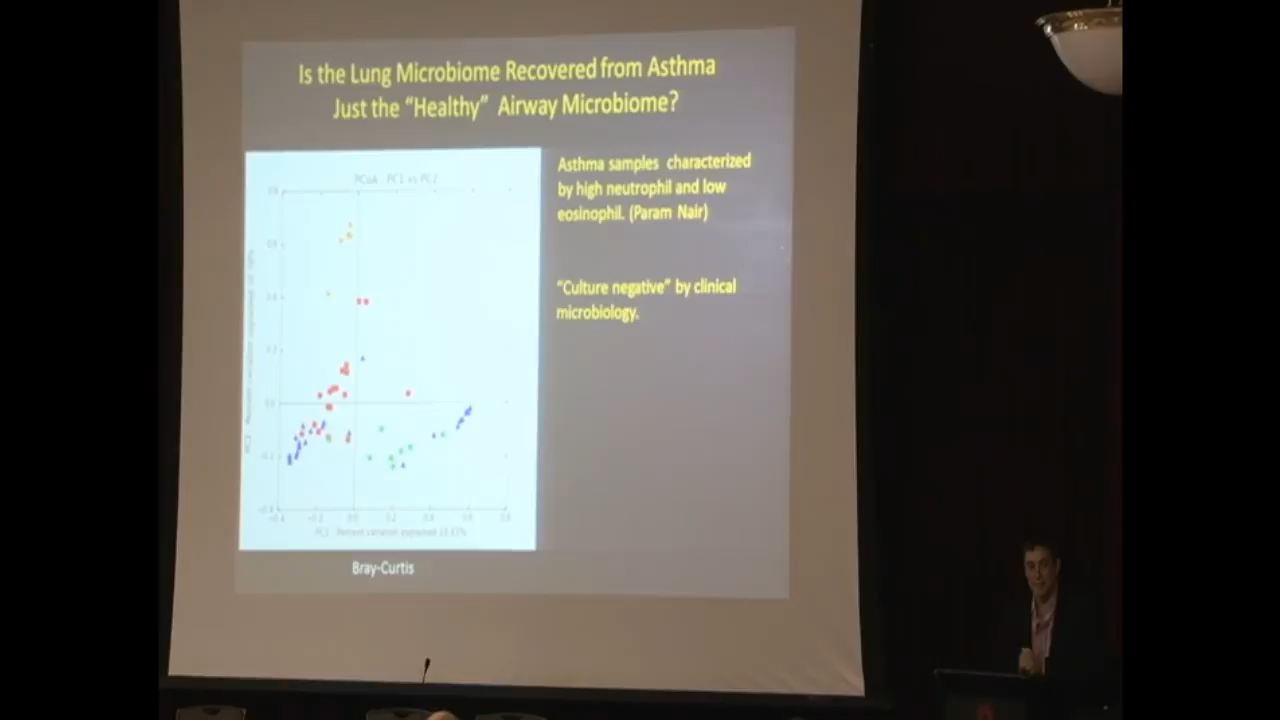 Is the Lung Microbiome Recovered from Asthma
Just the “Healthy” Airway Microbiome?
Asthma samples characterized
by high neutrophil and low
eosinophil. (Param Nair)
“Culture negative” by clinical
microbiology.
PCoA PC1 vs PC2
Bray-Curtis